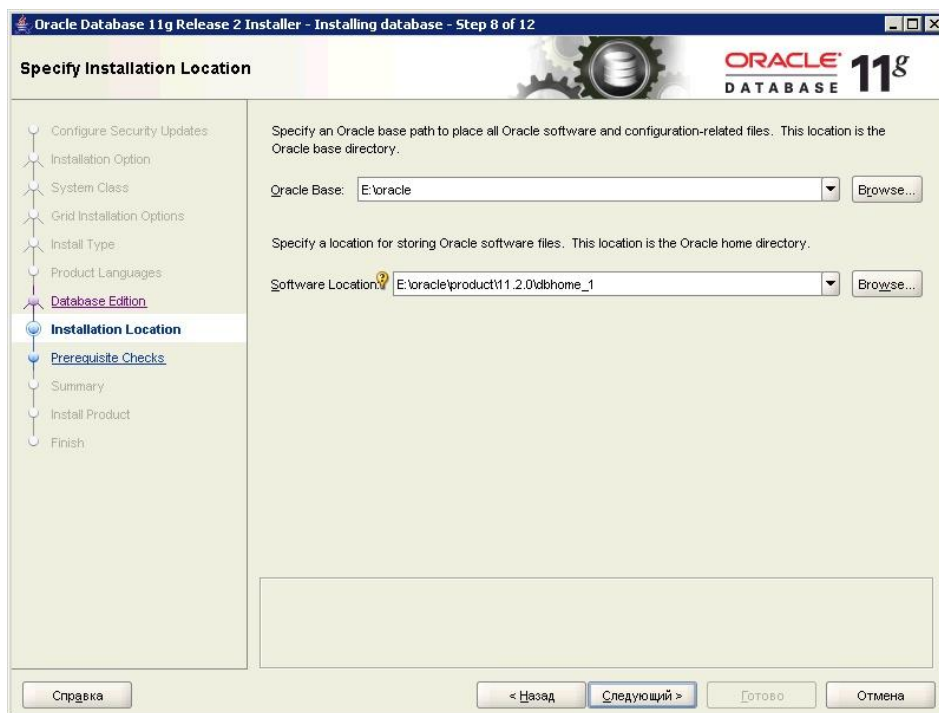 Oracle Database 11g Release 2 Installer - Installing database - Step 8 of 12
Specify Installation Location
ORACLE
DATABASE
11g
Configure Security Updates
Installation Option
System Class
Grid Installation Options
Install Type
Product Languages
Database Edition
Installation Location
Prerequisite Checks
Summary
Install Product
Finish
Specify an Oracle base path to place all Oracle software and configuration-related files. This location is the
Oracle base directory.
Oracle Base: E:\oracle Browse...
Specify a location for storing Oracle software files. This location is the Oracle home directory.
Software Location: E:\oracle\product\11.2.0\dbhome_1 Browse...
Справка
< Назад
Следующий >
Готово
Отмена